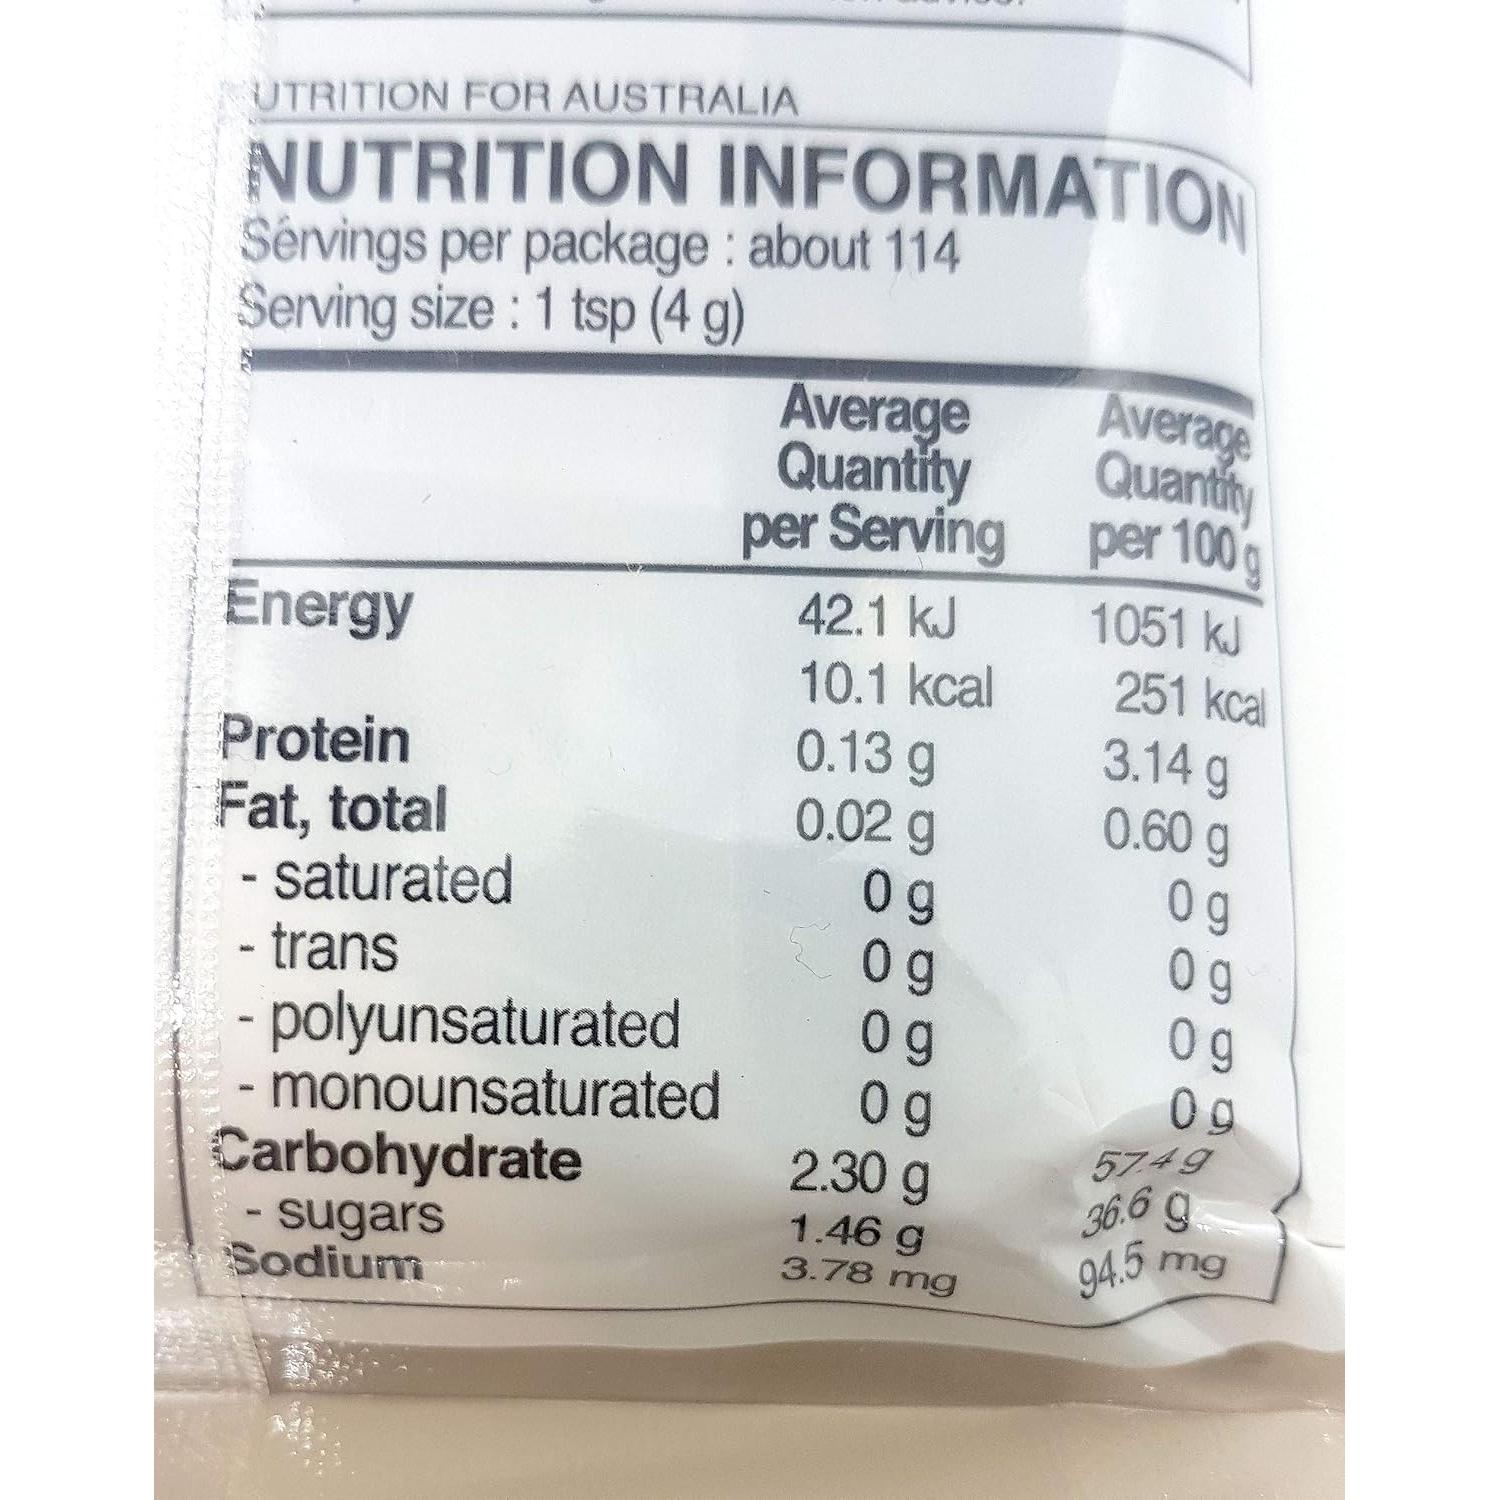 NUTRITION FOR AUSTRALIA
NUTRITION INFORMATION
Servings per package : about 114
Serving size : 1 tsp (4 g)
Average Quantity per Serving Average Quantity per 100 g
Energy 42.1 kJ 1051 kJ
10.1 kcal 251 kcal
Protein 0.13 g 3.14 g
Fat, total 0.02 g 0.60 g
- saturated 0 g 0 g
- trans 0 g 0 g
- polyunsaturated 0 g 0 g
- monounsaturated 0 g 0 g
Carbohydrate 2.30 g 57.4 g
- sugars 1.46 g 36.6 g
Sodium 3.78 mg 94.5 mg